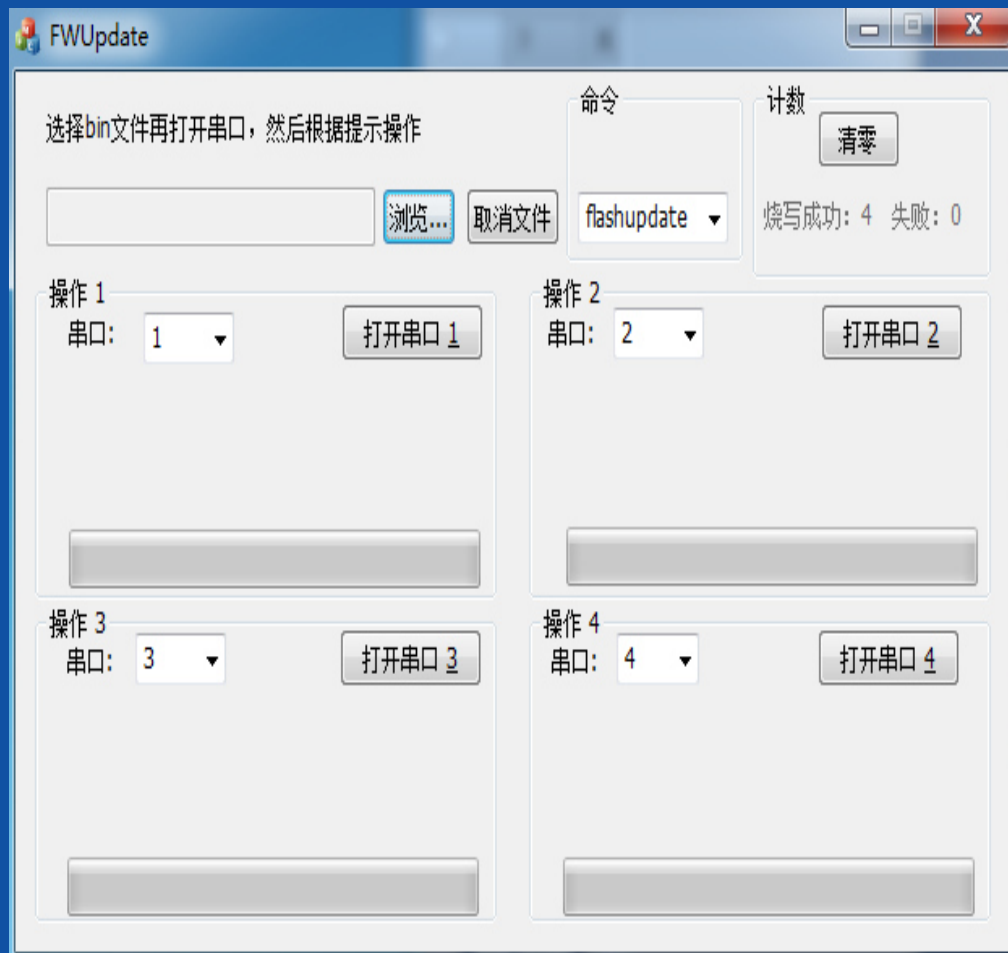 FWUpdate
选择bin文件再打开串口，然后根据提示操作
浏览... 取消文件
命令
flashupdate
计数
清零
烧写成功：4 失败：0
操作 1
串口： 1 打开串口 1
操作 2
串口： 2 打开串口 2
操作 3
串口： 3 打开串口 3
操作 4
串口： 4 打开串口 4